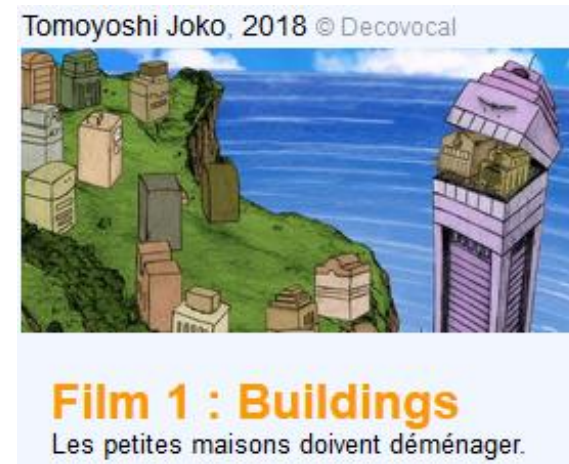 Tomoyoshi Joko, 2018 © Decovocal
Film 1 : Buildings
Les petites maisons doivent déménager.